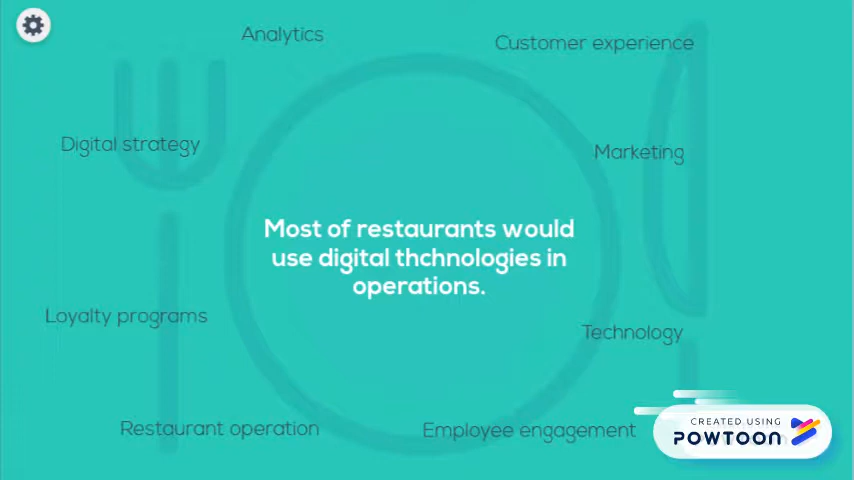 Analytics
Customer experience
Digital strategy
Marketing
Most of restaurants would
use digital thchnologies in
operations.
Loyalty programs
Technology
Restaurant operation
Employee engagement
CREATED USING
POWTOON